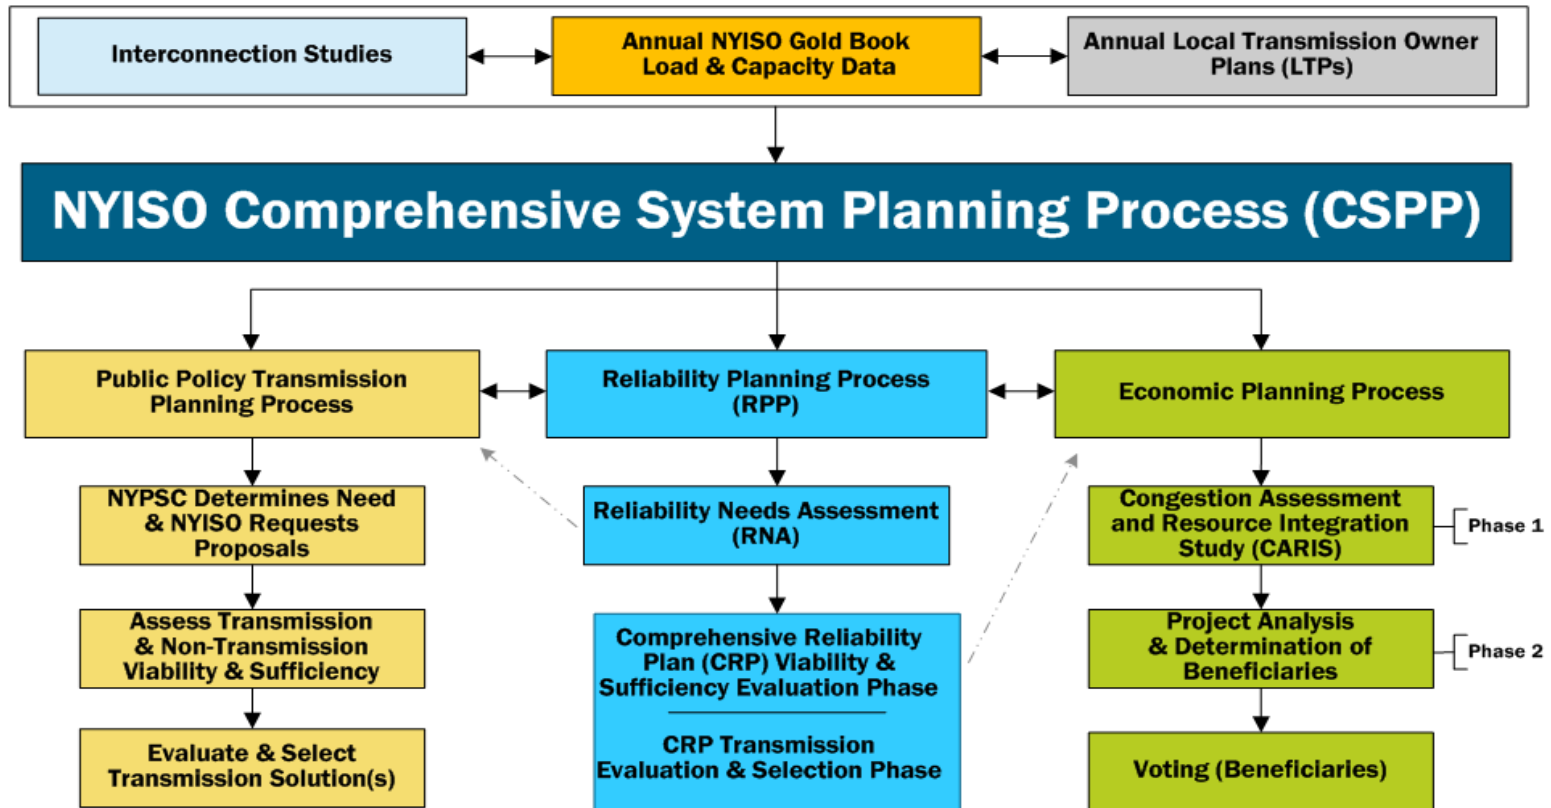 Interconnection Studies
Annual NYISO Gold Book
Load & Capacity Data
Annual Local Transmission Owner
Plans (LTPs)
NYISO Comprehensive System Planning Process (CSPP)
Public Policy Transmission
Planning Process
Reliability Planning Process
(RPP)
Economic Planning Process
NYPSC Determines Need
& NYISO Requests
Proposals
Reliability Needs Assessment
(RNA)
Congestion Assessment
and Resource Integration
Study (CARIS)
Phase 1
Assess Transmission
& Non-Transmission
Viability & Sufficiency
Comprehensive Reliability
Plan (CRP) Viability &
Sufficiency Evaluation Phase
Project Analysis
& Determination of
Beneficiaries
Phase 2
Evaluate & Select
Transmission Solution(s)
CRP Transmission
Evaluation & Selection Phase
Voting (Beneficiaries)